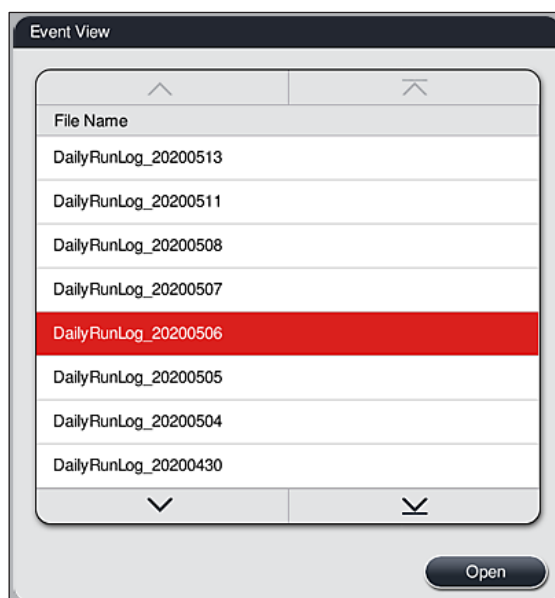 Event View
File Name
DailyRunLog_20200513
DailyRunLog_20200511
DailyRunLog_20200508
DailyRunLog_20200507
DailyRunLog_20200506
DailyRunLog_20200505
DailyRunLog_20200504
DailyRunLog_20200430
Open